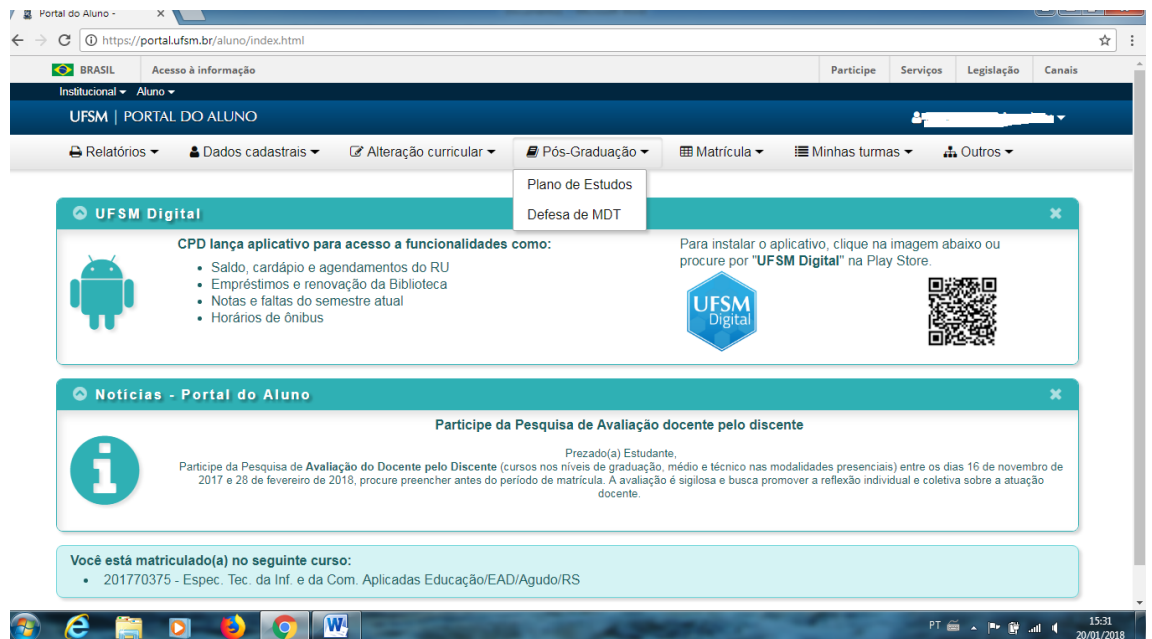 Portal do Aluno -
https://portal.ufsm.br/aluno/index.html
BRASIL Acesso à informação Participe Serviços Legislação Canais
Institucional Aluno
UFSM | PORTAL DO ALUNO
Relatórios Dados cadastrais Alteração curricular Pós-Graduação Matrícula Minhas turmas Outros
Plano de Estudos
Defesa de MDT
UFSM Digital
CPD lança aplicativo para acesso a funcionalidades como:
• Saldo, cardápio e agendamentos do RU
• Empréstimos e renovação da Biblioteca
• Notas e faltas do semestre atual
• Horários de ônibus
Para instalar o aplicativo, clique na imagem abaixo ou
procure por "UFSM Digital" na Play Store.
UFSM
Digital
Notícias - Portal do Aluno
Participe da Pesquisa de Avaliação docente pelo discente
Prezado(a) Estudante,
Participe da Pesquisa de Avaliação do Docente pelo Discente (cursos nos níveis de graduação, médio e técnico nas modalidades presenciais) entre os dias 16 de novembro de
2017 e 28 de fevereiro de 2018, procure preencher antes do período de matrícula. A avaliação é sigilosa e busca promover a reflexão individual e coletiva sobre a atuação
docente.
Você está matriculado(a) no seguinte curso:
• 201770375 - Espec. Tec. da Inf. e da Com. Aplicadas Educação/EAD/Agudo/RS
PT
15:31
20/01/2018